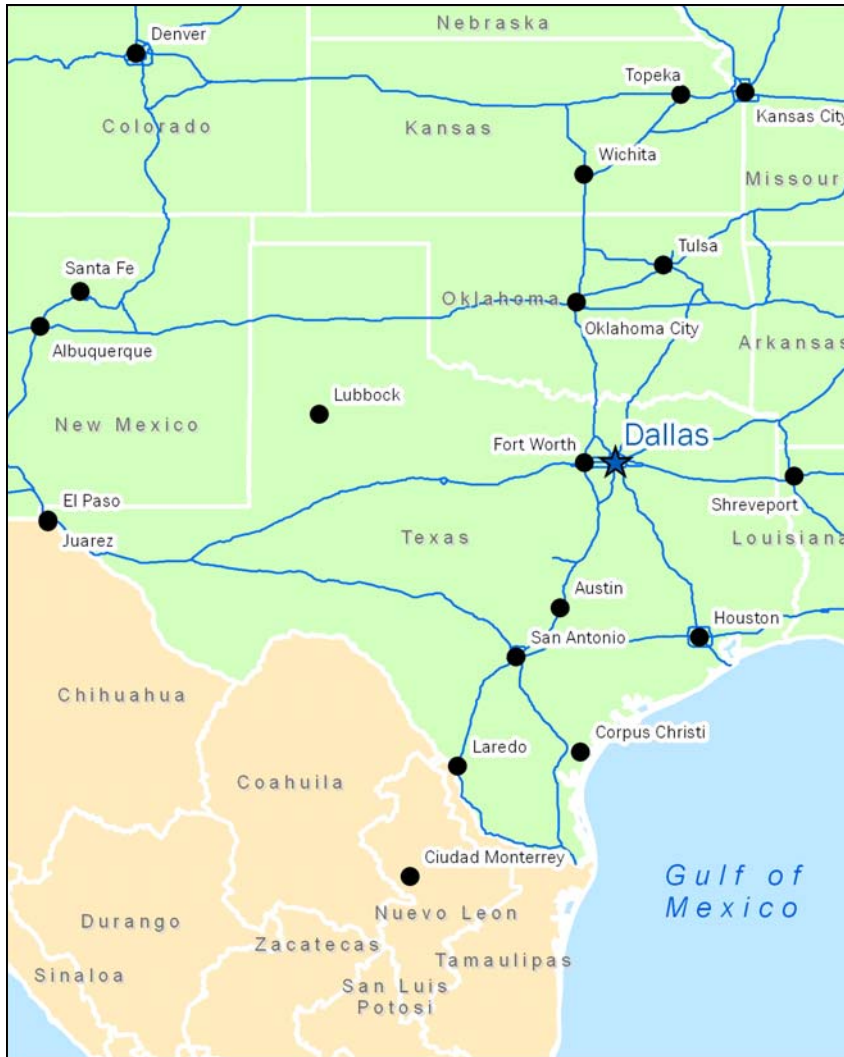 Denver
Nebraska
Topeka
Kansas City
Colorado
Kansas
Wichita
Missour
Santa Fe
Tulsa
Oklahoma
Albuquerque
Oklahoma City
Arkansas
Lubbock
New Mexico
Fort Worth
Dallas
El Paso
Shreveport
Juarez
Texas
Louisiana
Austin
Houston
San Antonio
Chihuahua
Laredo
Corpus Christi
Coahuila
Ciudad Monterrey
Gulf of
Mexico
Nuevo Leon
Durango
Zacatecas
Tamaulipas
Sinaloa
San Luis
Potosi